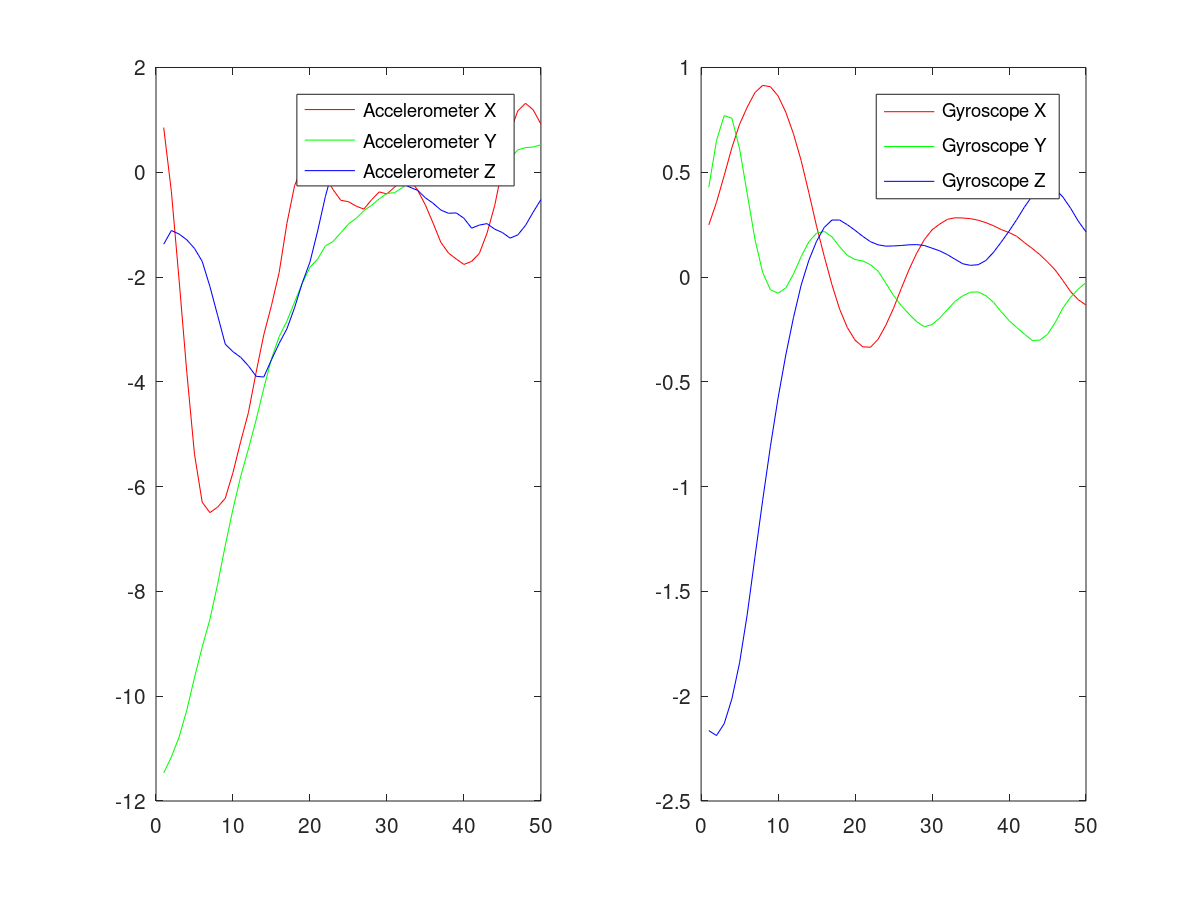 2
0
-2
-4
-6
-8
-10
-12
0 10 20 30 40 50
Accelerometer X
Accelerometer Y
Accelerometer Z
1
0.5
0
-0.5
-1
-1.5
-2
-2.5
0 10 20 30 40 50
Gyroscope X
Gyroscope Y
Gyroscope Z